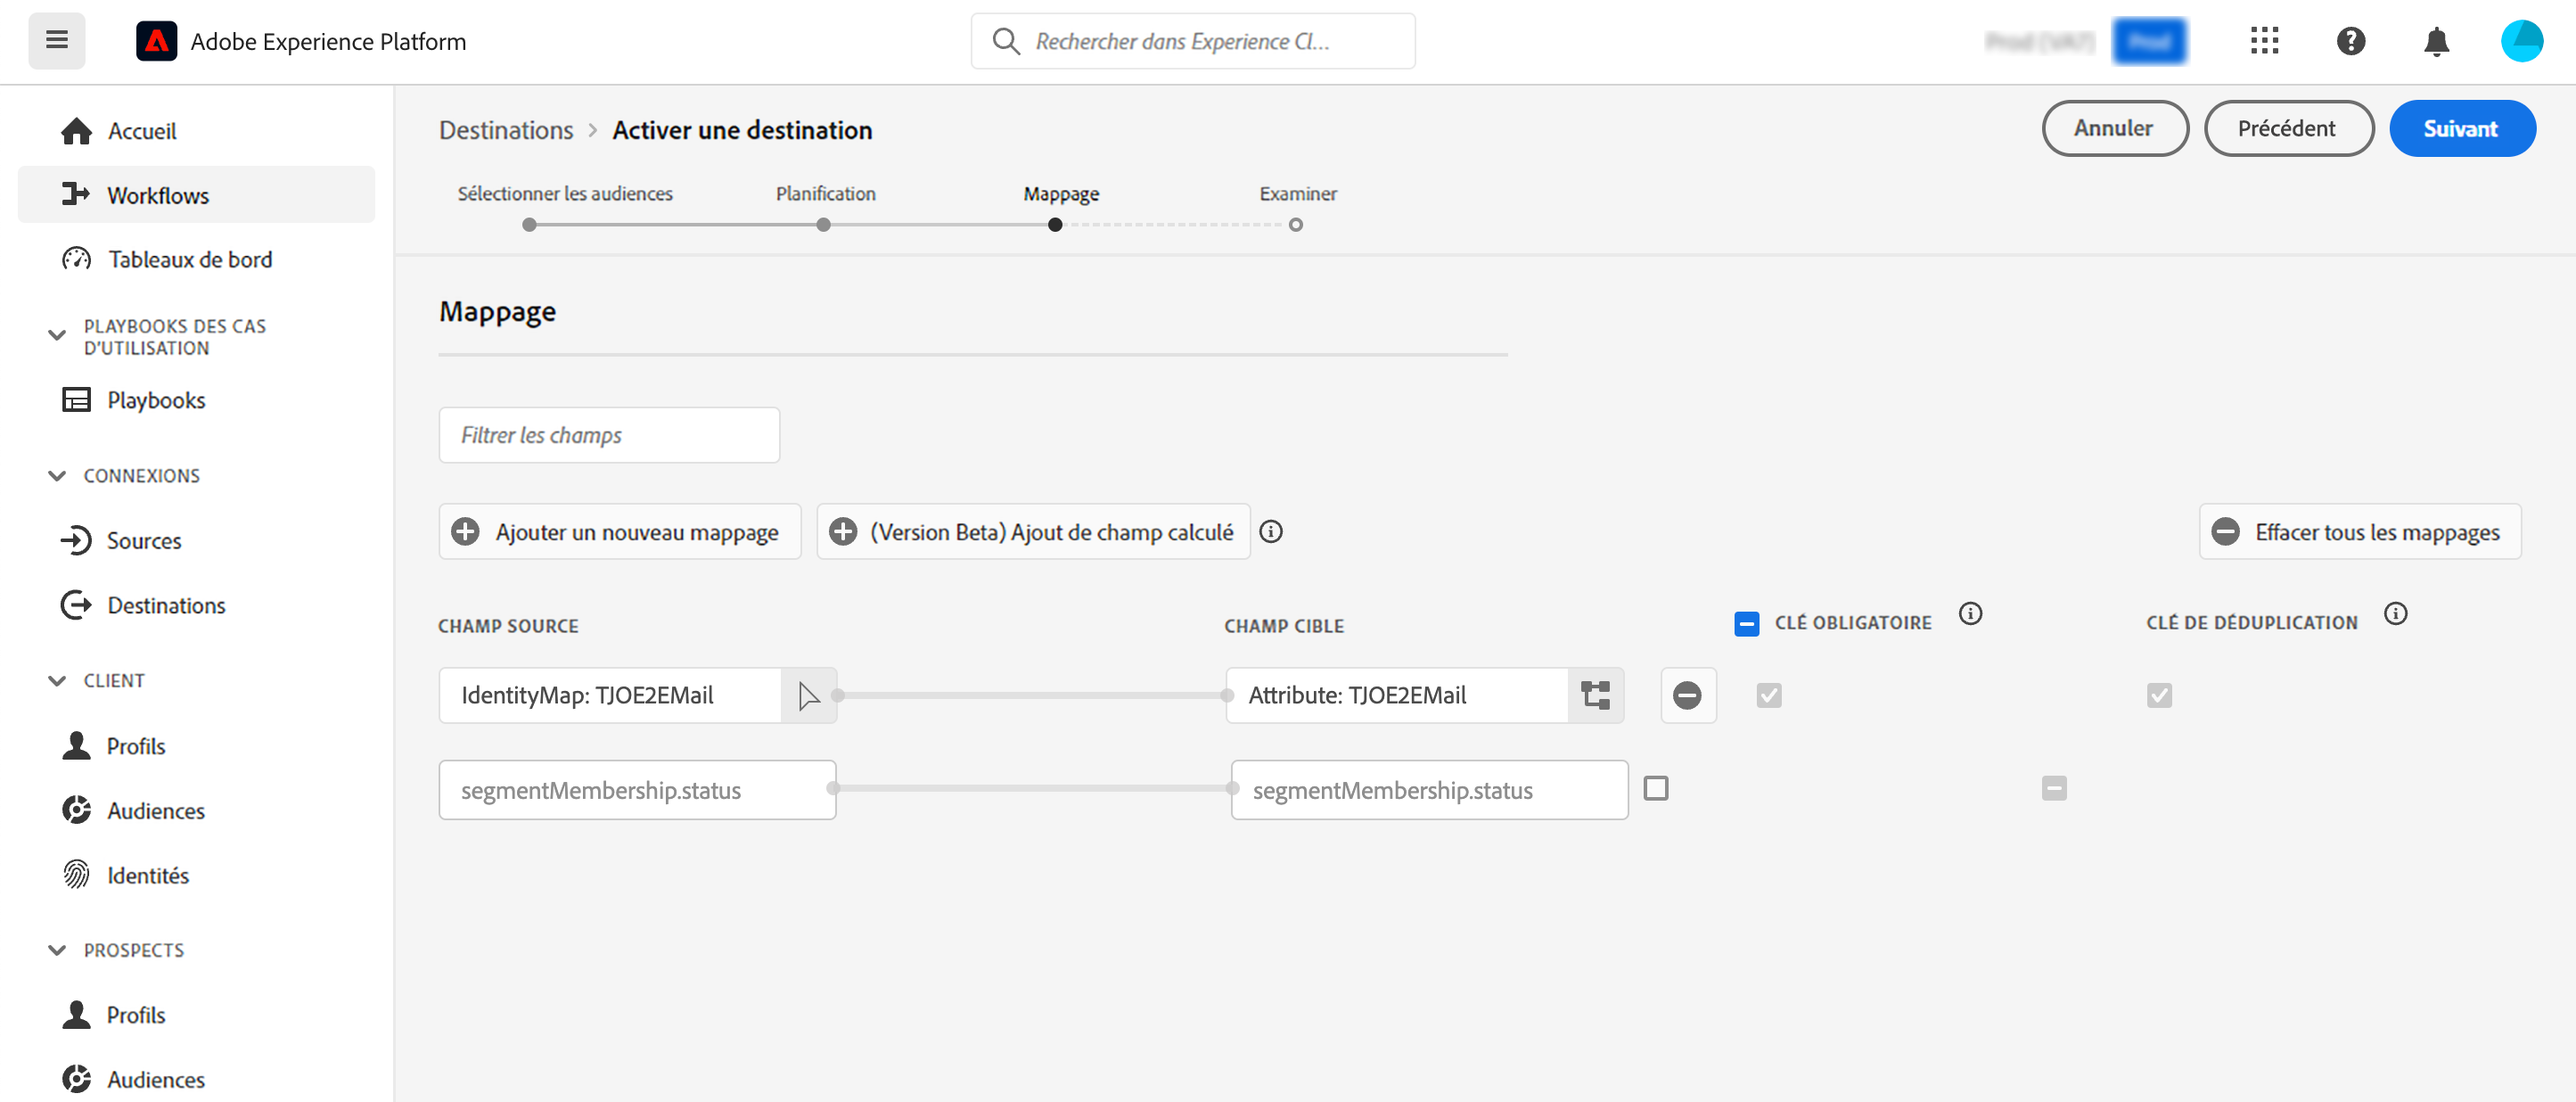 Adobe Experience Platform
Rechercher dans Experience Cl...
Accueil
Workflows
Tableaux de bord
PLAYBOOKS DES CAS
D'UTILISATION
Playbooks
CONNEXIONS
Sources
Destinations
CLIENT
Profils
Audiences
Identités
PROSPECTS
Profils
Audiences
Destinations > Activer une destination
Annuler
Précédent
Suivant
Sélectionner les audiences
Planification
Mappage
Examiner
Mappage
Filtrer les champs
Ajouter un nouveau mappage
(Version Beta) Ajout de champ calculé
Effacer tous les mappages
CHAMP SOURCE
CHAMP CIBLE
CLÉ OBLIGATOIRE
CLÉ DE DÉDUPLICATION
IdentityMap: TJOE2EMail
Attribute: TJOE2EMail
segmentMembership.status
segmentMembership.status